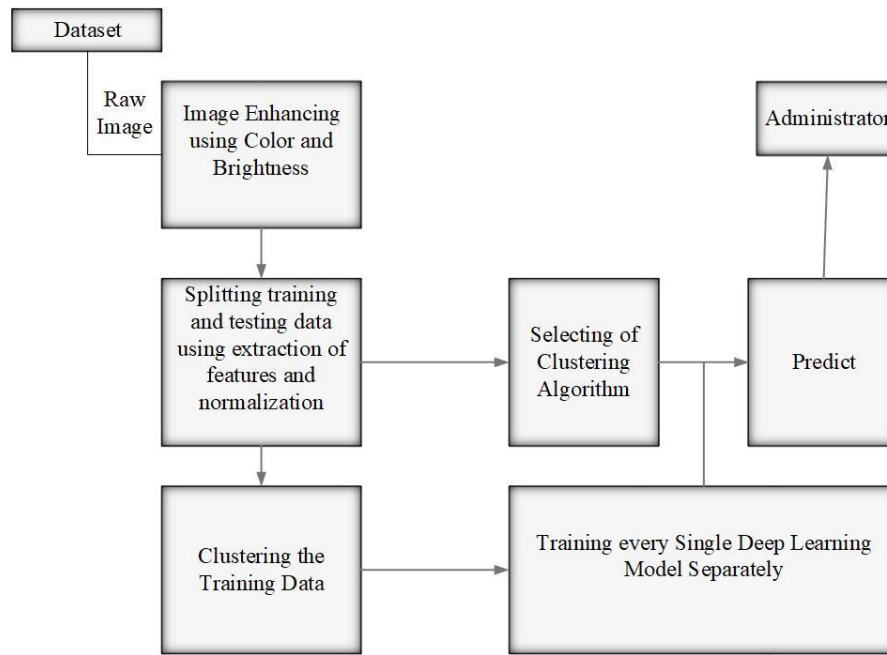 Dataset
Raw
Image
Image Enhancing
using Color and
Brightness
Administrator
Splitting training
and testing data
using extraction of
features and
normalization
Selecting of
Clustering
Algorithm
Predict
Clustering the
Training Data
Training every Single Deep Learning
Model Separately